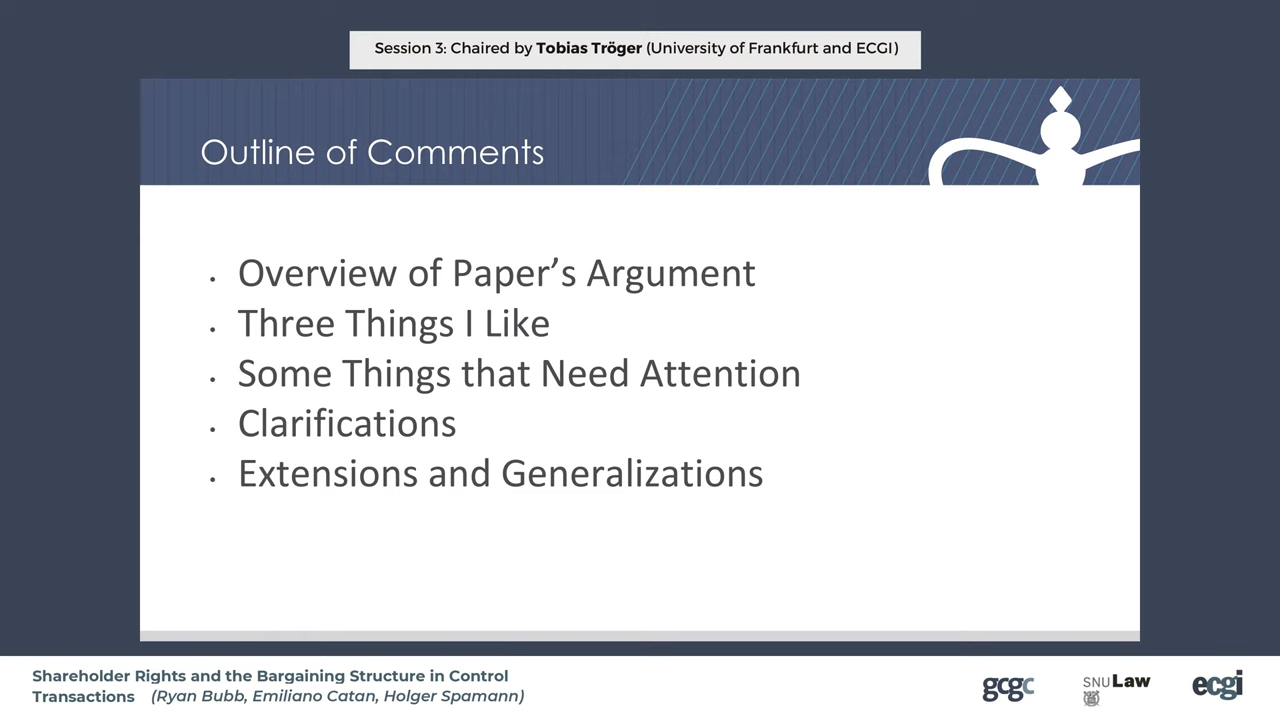 Session 3: Chaired by Tobias Tröger (University of Frankfurt and ECGI)
Outline of Comments
• Overview of Paper’s Argument
• Three Things I Like
• Some Things that Need Attention
• Clarifications
• Extensions and Generalizations
Shareholder Rights and the Bargaining Structure in Control
Transactions (Ryan Bubb, Emiliano Catan, Holger Spamann)
gcgc
SNU Law
ecgi